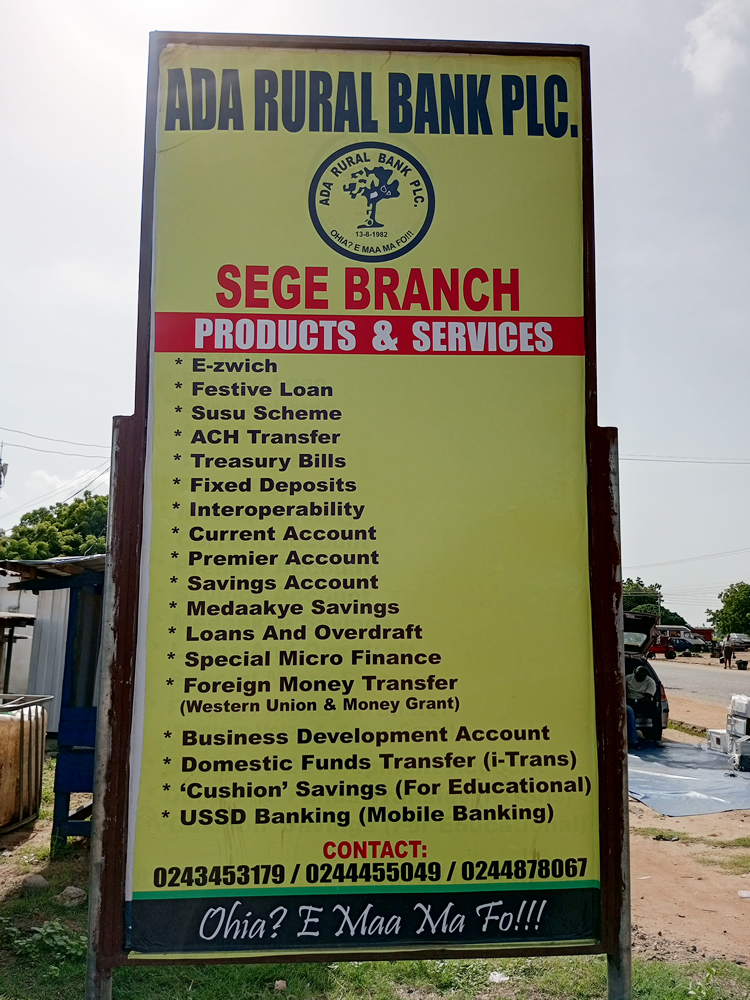 ADA RURAL BANK PLC.
ADA RURAL BANK PLC.
13-8-1982
OHIA? E MAA MA FO!!!
SEGE BRANCH
PRODUCTS & SERVICES
* E-zwich
* Festive Loan
* Susu Scheme
* ACH Transfer
* Treasury Bills
* Fixed Deposits
* Interoperability
* Current Account
* Premier Account
* Savings Account
* Medaakye Savings
* Loans And Overdraft
* Special Micro Finance
* Foreign Money Transfer
(Western Union & Money Grant)
* Business Development Account
* Domestic Funds Transfer (i-Trans)
* ‘Cushion’ Savings (For Educational)
* USSD Banking (Mobile Banking)
CONTACT:
0243453179 / 0244455049 / 0244878067
Ohia? E Maa Ma Fo!!!